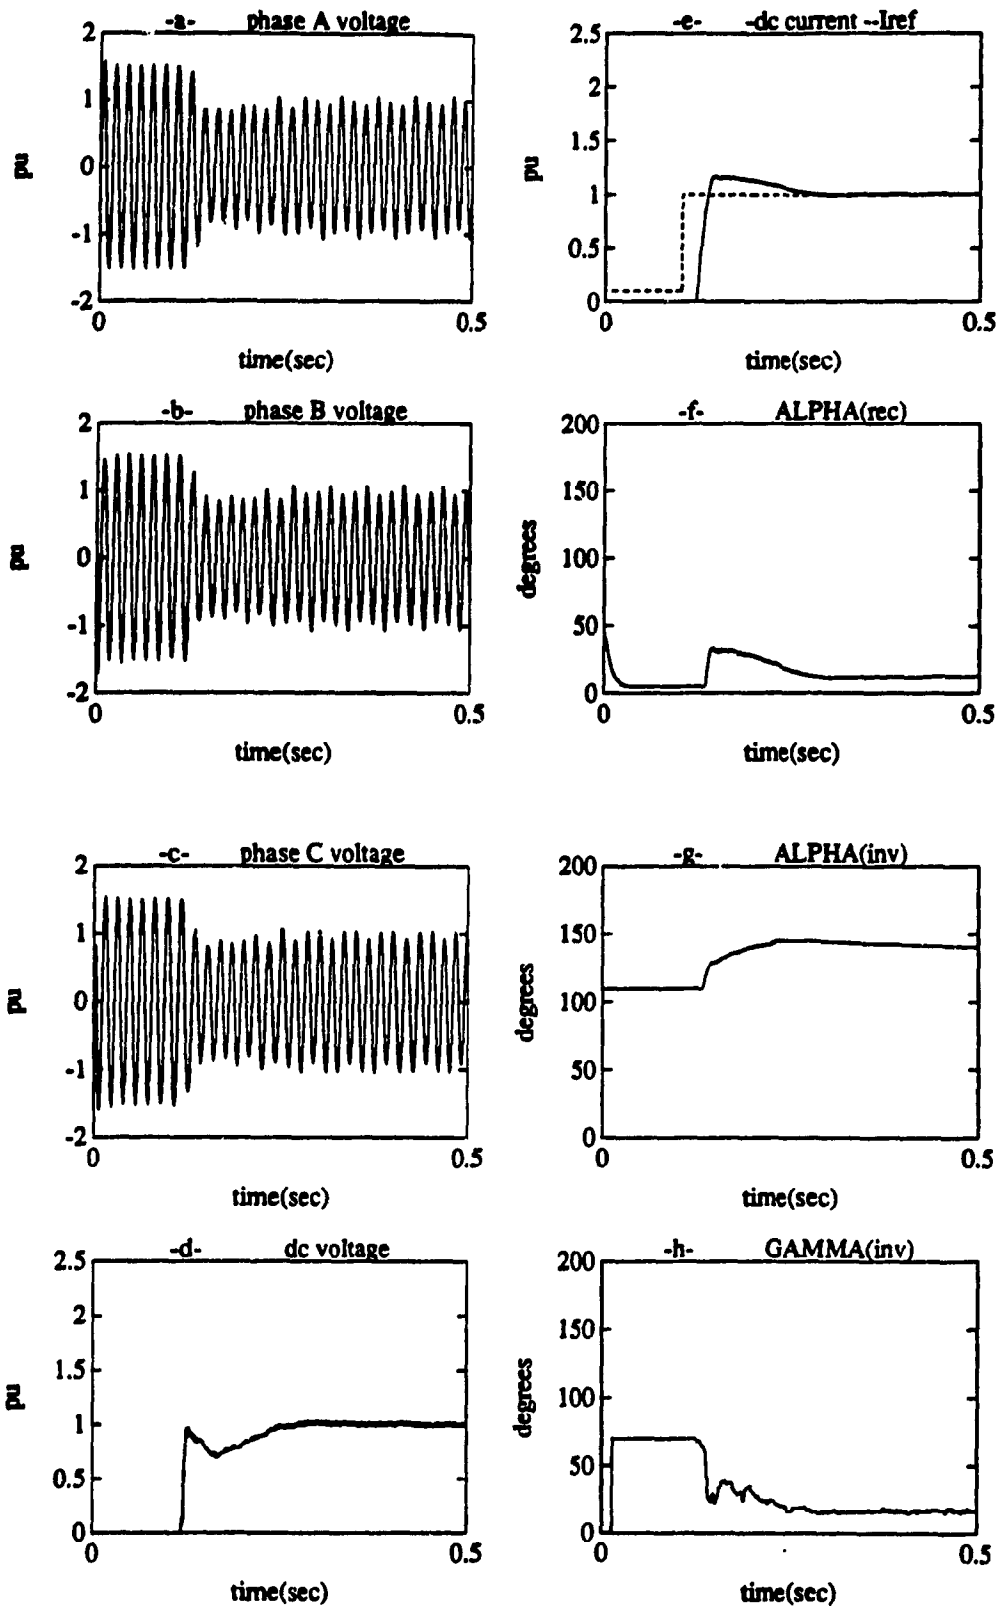 -a- phase A voltage
2
1
0
-1
-2
pu
0 0.5
time(sec)
-e- -dc current --Iref
2.5
2
1.5
1
0.5
0
pu
0 0.5
time(sec)
-b- phase B voltage
2
1
0
-1
-2
pu
0 0.5
time(sec)
-f- ALPHA(rec)
200
150
100
50
0
degrees
0 0.5
time(sec)
-c- phase C voltage
2
1
0
-1
-2
pu
0 0.5
time(sec)
-g- ALPHA(inv)
200
150
100
50
0
degrees
0 0.5
time(sec)
-d- dc voltage
2.5
2
1.5
1
0.5
0
pu
0 0.5
time(sec)
-h- GAMMA(inv)
200
150
100
50
0
degrees
0 0.5
time(sec)